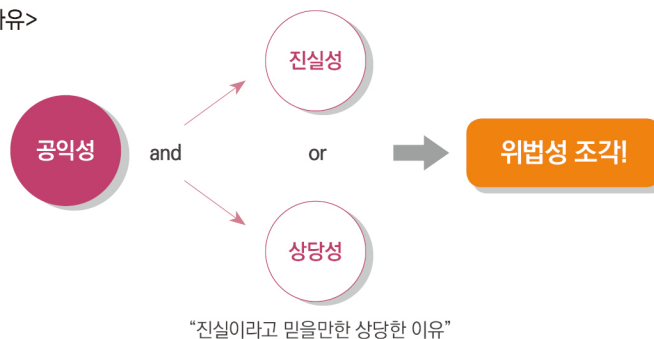 유>
진실성
공익성 and or 위법성 조각!
상당성
“진실이라고 믿을만한 상당한 이유”